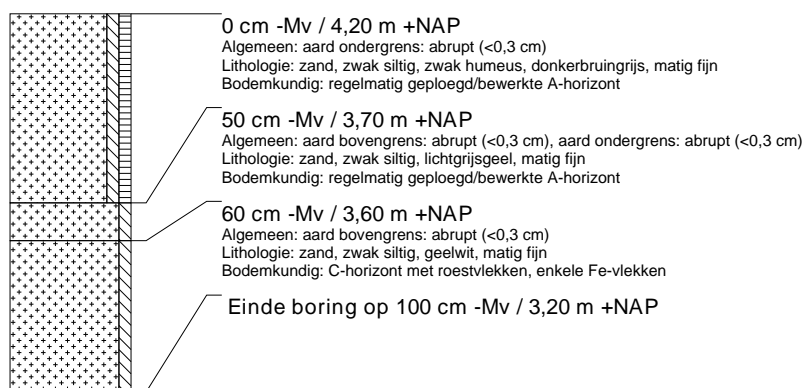 0 cm -Mv / 4,20 m +NAP
Algemeen: aard ondergrens: abrupt (<0,3 cm)
Lithologie: zand, zwak siltig, zwak humeus, donkerbruingrijs, matig fijn
Bodemkundig: regelmatig geploegd/bewerkte A-horizont
50 cm -Mv / 3,70 m +NAP
Algemeen: aard bovengrens: abrupt (<0,3 cm), aard ondergrens: abrupt (<0,3 cm)
Lithologie: zand, zwak siltig, lichtgrijsgeel, matig fijn
Bodemkundig: regelmatig geploegd/bewerkte A-horizont
60 cm -Mv / 3,60 m +NAP
Algemeen: aard bovengrens: abrupt (<0,3 cm)
Lithologie: zand, zwak siltig, geelwit, matig fijn
Bodemkundig: C-horizont met roestvlekken, enkele Fe-vlekken
Einde boring op 100 cm -Mv / 3,20 m +NAP